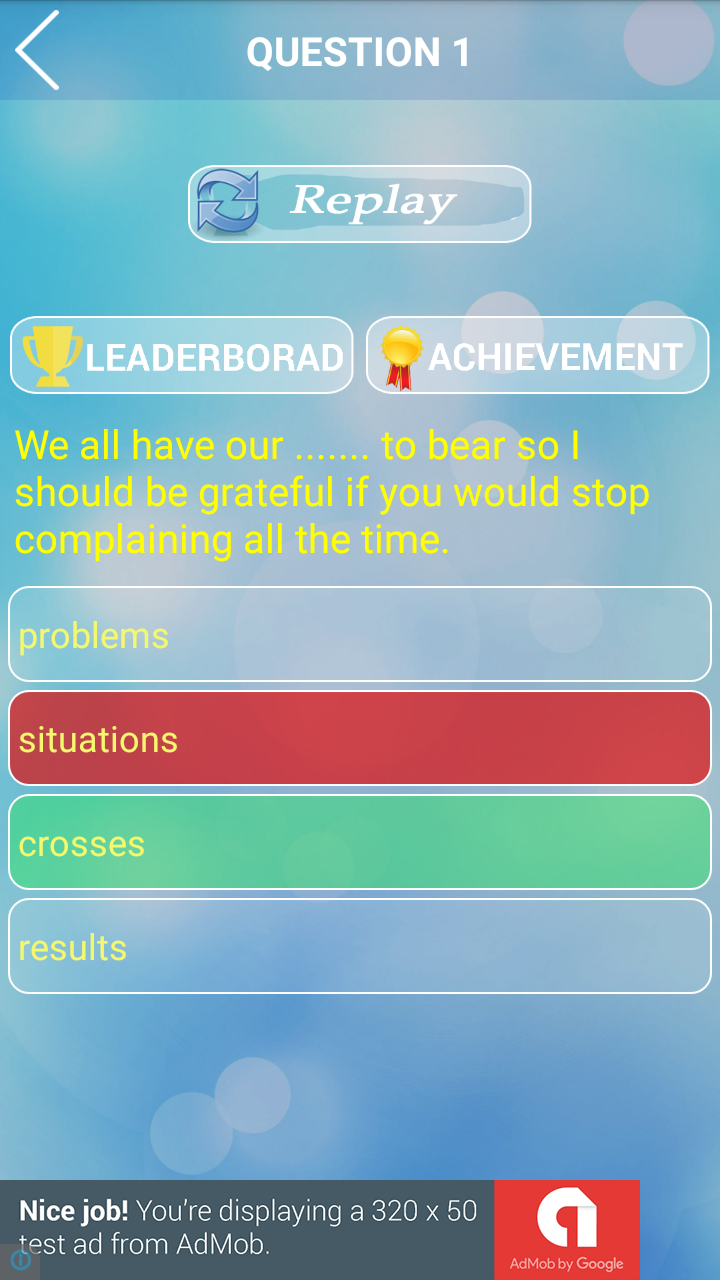 QUESTION 1
Replay
LEADERBORAD
ACHIEVEMENT
We all have our ....... to bear so I
should be grateful if you would stop
complaining all the time.
problems
situations
crosses
results
Nice job! You're displaying a 320 x 50
test ad from AdMob.
AdMob by Google